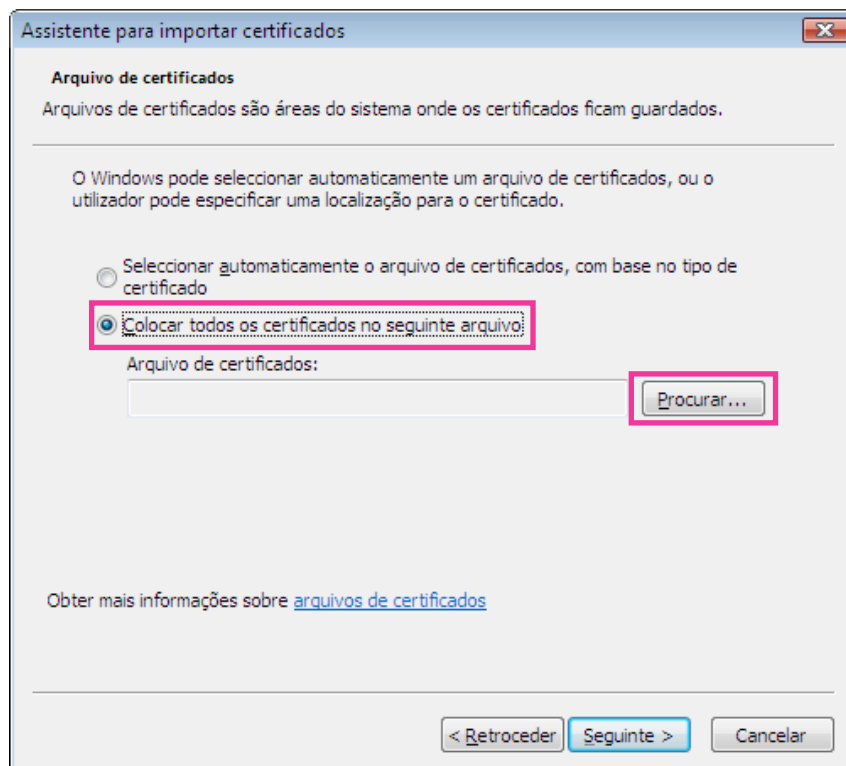 Assistente para importar certificados
Arquivo de certificados
Arquivos de certificados são áreas do sistema onde os certificados ficam guardados.
O Windows pode seleccionar automaticamente um arquivo de certificados, ou o
utilizador pode especificar uma localização para o certificado.
Seleccionar automaticamente o arquivo de certificados, com base no tipo de
certificado
Colocar todos os certificados no seguinte arquivo
Arquivo de certificados:
Procurar...
Obter mais informações sobre arquivos de certificados
< Retroceder Seguinte > Cancelar